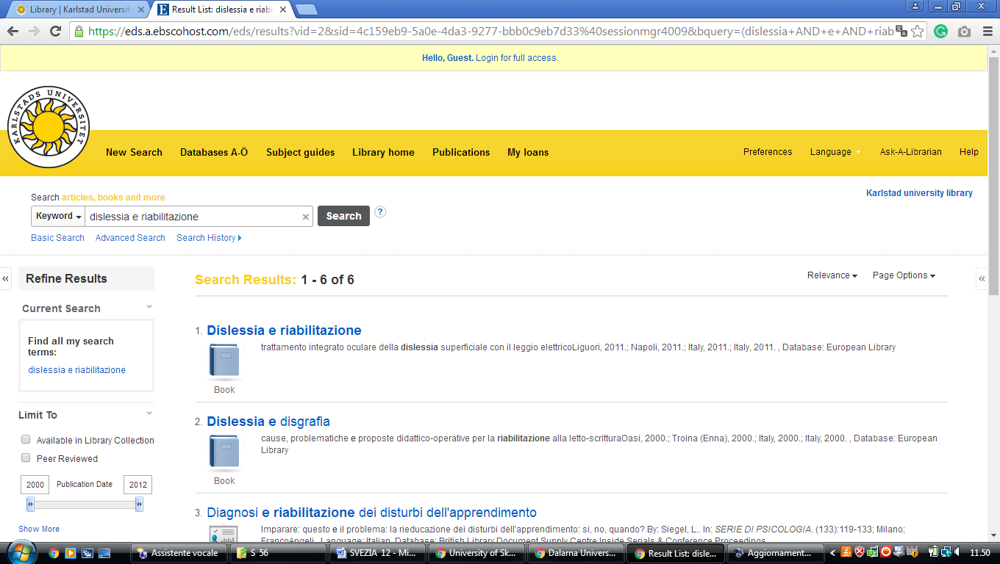 Library | Karlstad Universit
Result List: dislessia e riabi
https://eds.a.ebscohost.com/eds/results?vid=2&sid=4c159eb9-5a0e-4da3-9277-bbb0c9eb7d33%40sessionmgr4009&bquery=(dislessia+AND+e+AND+riab
Hello, Guest. Login for full access.
KARLSTADS UNIVERSITET
New Search Databases A-Ö Subject guides Library home Publications My loans Preferences Language Ask-A-Librarian Help
Search articles, books and more
Karlstad university library
Keyword dislessia e riabilitazione × Search ?
Basic Search Advanced Search Search History
« Refine Results
Search Results: 1 - 6 of 6
Relevance Page Options «
Current Search
Find all my search
terms:
dislessia e riabilitazione
Limit To
Available in Library Collection
Peer Reviewed
2000 Publication Date 2012
Show More
1. Dislessia e riabilitazione
trattamento integrato oculare della dislessia superficiale con il leggio elettricoLiguori, 2011.; Napoli, 2011.; Italy, 2011.; Italy, 2011. , Database: European Library
Book
2. Dislessia e disgrafia
cause, problematiche e proposte didattico-operative per la riabilitazione alla letto-scritturaOasi, 2000.; Troina (Enna), 2000.; Italy, 2000.; Italy, 2000. , Database: European
Library
Book
3. Diagnosi e riabilitazione dei disturbi dell'apprendimento
Imparare: questo e il problema: la rieducazione dei disturbi dell'apprendimento: si, no, quando? By: Siegel, L.. In: SERIE DI PSICOLOGIA. (133):119-133; Milano;
FrancoAngeli, Language: Italian, Database: British Library Document Supply Centre Inside Serials & Conference Proceedings
Assistente vocale
S 56
SVEZIA 12 - Mi...
University of Sk...
Dalarna Univers...
Result List: disle...
Aggiornament...
11.50